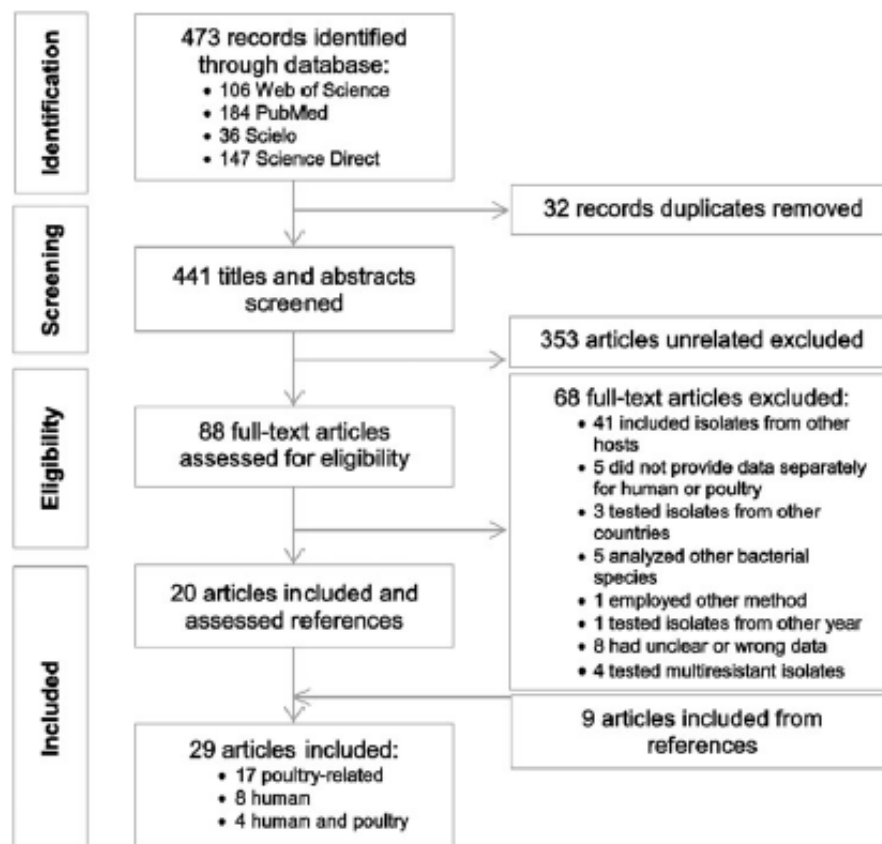 Identification
473 records identified
through database:
• 106 Web of Science
• 184 PubMed
• 36 Scielo
• 147 Science Direct
32 records duplicates removed
Screening
441 titles and abstracts
screened
353 articles unrelated excluded
Eligibility
88 full-text articles
assessed for eligibility
68 full-text articles excluded:
• 41 included isolates from other
hosts
• 5 did not provide data separately
for human or poultry
• 3 tested isolates from other
countries
• 5 analyzed other bacterial
species
• 1 employed other method
• 1 tested isolates from other year
• 8 had unclear or wrong data
• 4 tested multiresistant isolates
Included
20 articles included and
assessed references
9 articles included from
references
29 articles included:
• 17 poultry-related
• 8 human
• 4 human and poultry